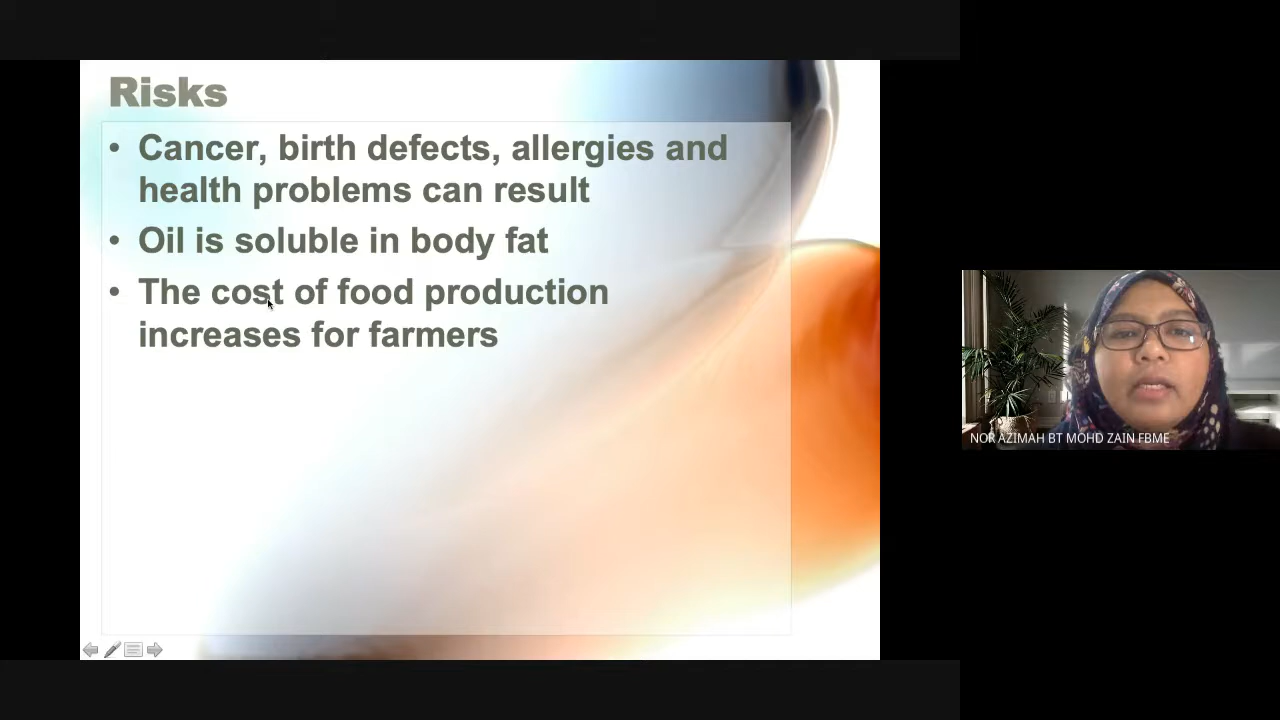 Risks
• Cancer, birth defects, allergies and
health problems can result
• Oil is soluble in body fat
• The cost of food production
increases for farmers
NOR AZIMAH BT MOHD ZAIN FBME